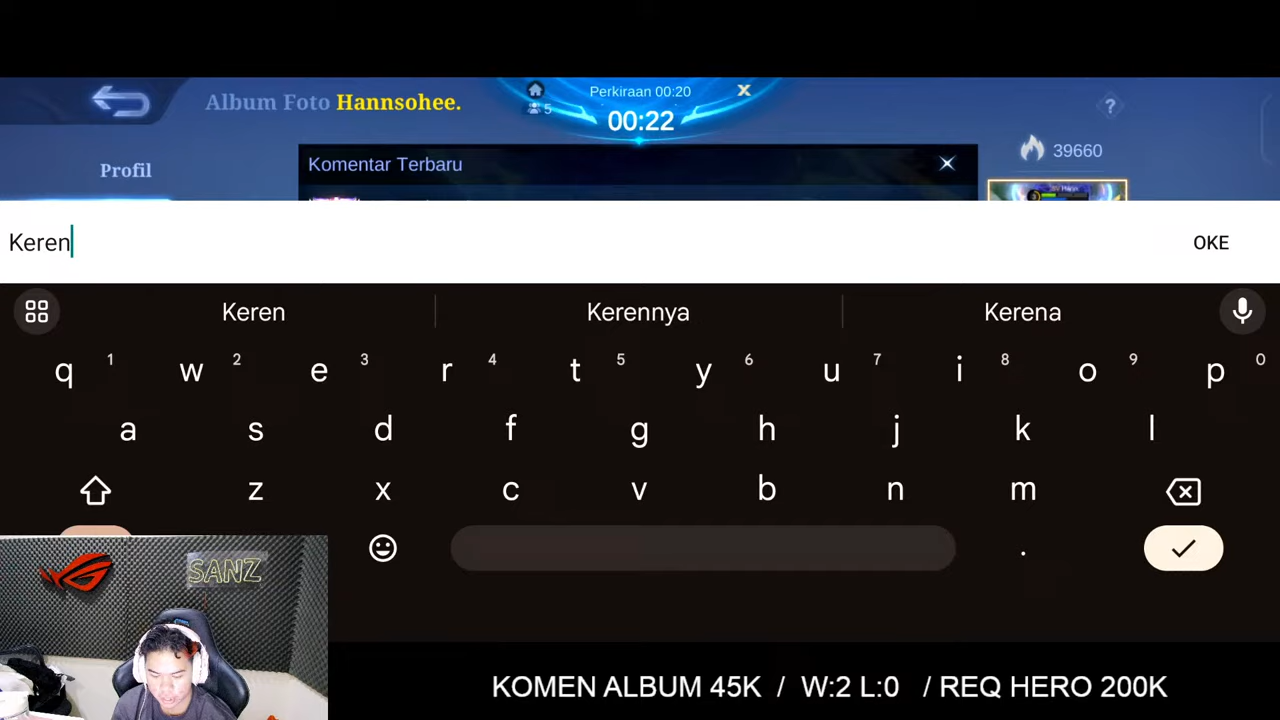 Album Foto Hannsohee.
5
Perkiraan 00:20
X
00:22
?
Profil
Komentar Terbaru
39660
Keren
OKE
Keren Kerennya Kerena
q 1 w 2 e 3 r 4 t 5 y 6 u 7 i 8 o 9 p 0
a s d f g h j k l
z x c v b n m
.
SANZ
KOMEN ALBUM 45K / W:2 L:0 / REQ HERO 200K